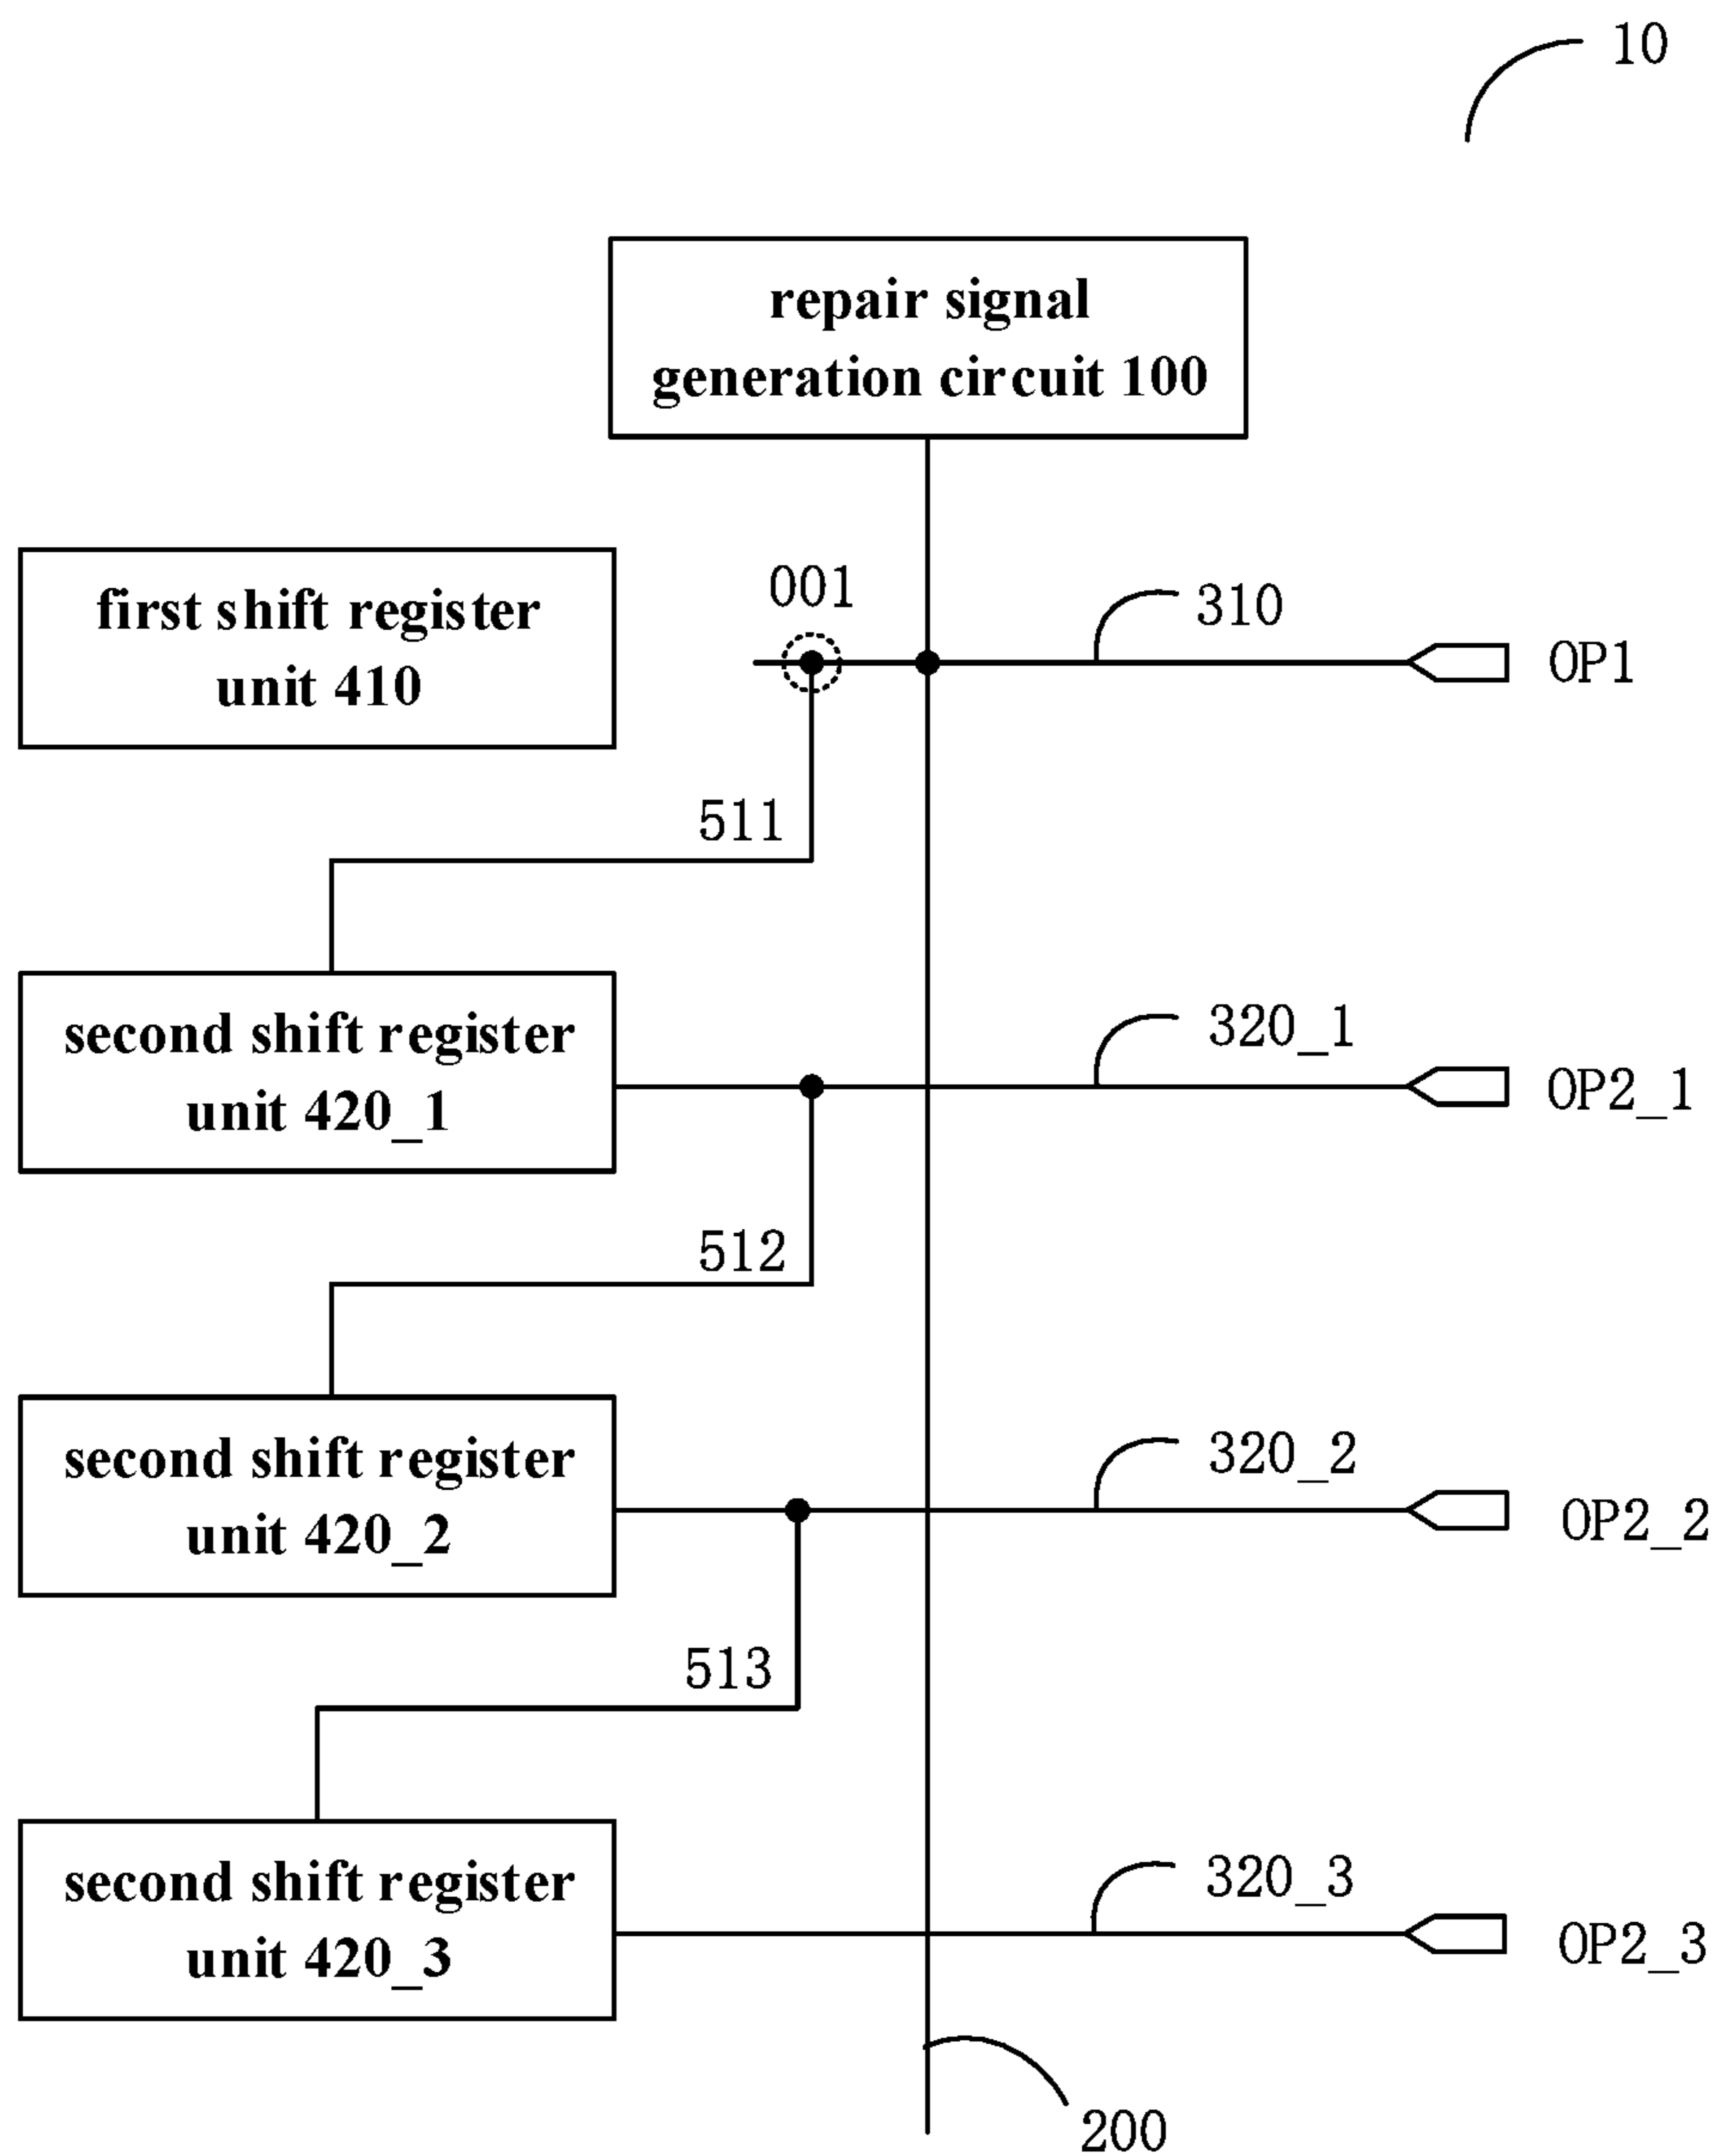 10
repair signal
generation circuit 100
001
310
first shift register
unit 410
OP1
511
320_1
second shift register
unit 420_1
OP2_1
512
320_2
second shift register
unit 420_2
OP2_2
513
320_3
second shift register
unit 420_3
OP2_3
200